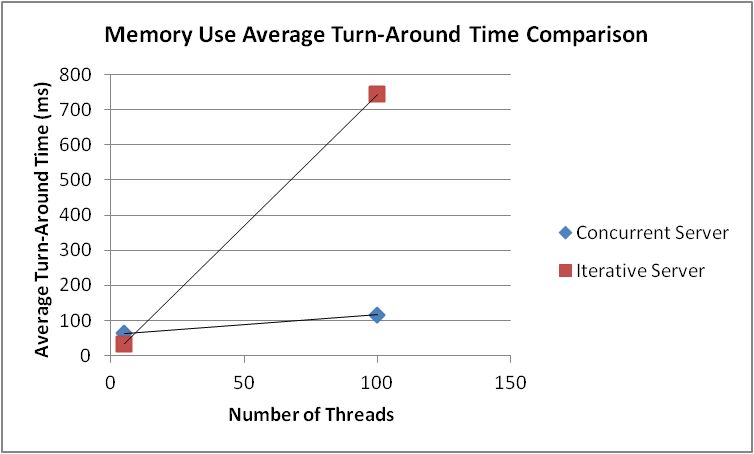 Memory Use Average Turn-Around Time Comparison
Average Turn-Around Time (ms)
800
700
600
500
400
300
200
100
0
0 50 100 150
Number of Threads
Concurrent Server
Iterative Server